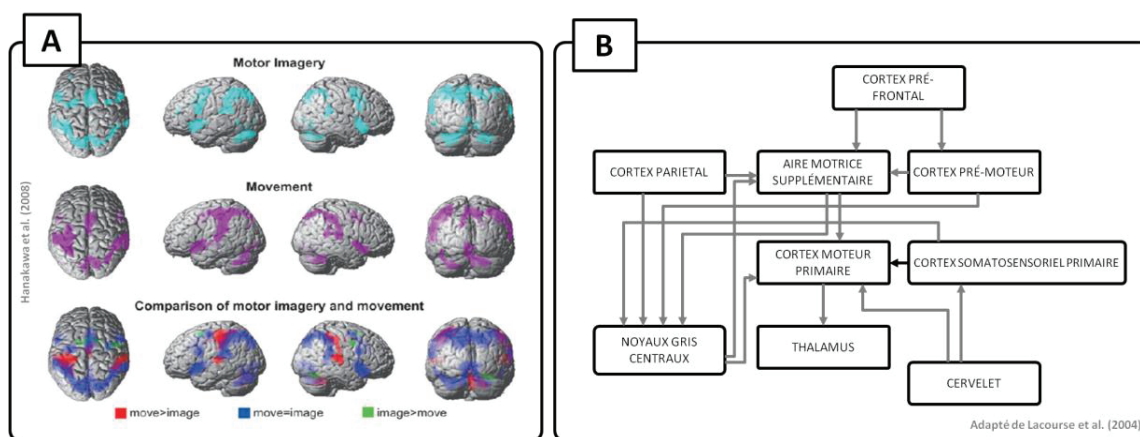 A
Motor Imagery
Movement
Hanakawa et al. (2008)
Comparison of motor imagery and movement
move>image
move=image
image>move
B
CORTEX PRÉ-
FRONTAL
CORTEX PARIETAL
AIRE MOTRICE
SUPPLÉMENTAIRE
CORTEX PRÉ-MOTEUR
CORTEX MOTEUR
PRIMAIRE
CORTEX SOMATOSENSORIEL PRIMAIRE
NOYAUX GRIS
CENTRAUX
THALAMUS
CERVELET
Adapté de Lacourse et al. (2004)